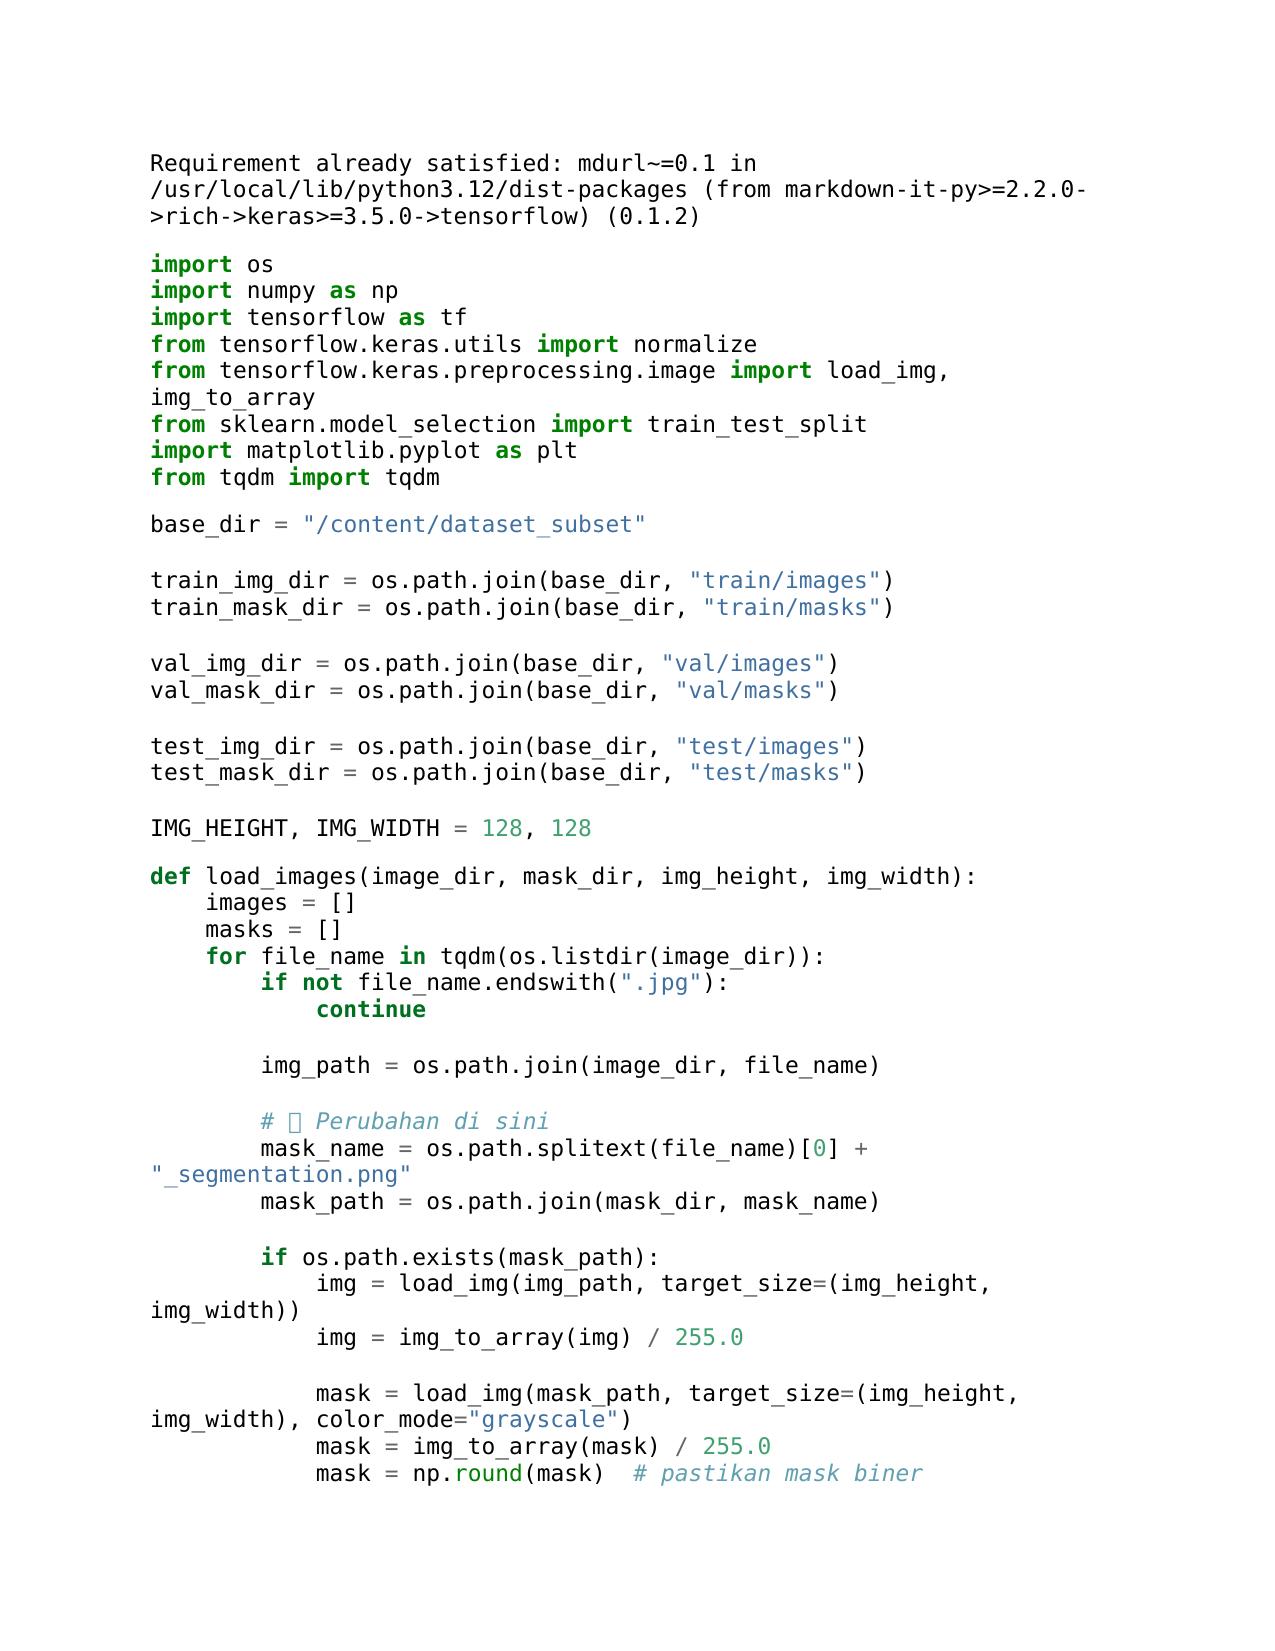 Requirement already satisfied: mdurl~=0.1 in
/usr/local/lib/python3.12/dist-packages (from markdown-it-py>=2.2.0-
>rich->keras>=3.5.0->tensorflow) (0.1.2)
import os
import numpy as np
import tensorflow as tf
from tensorflow.keras.utils import normalize
from tensorflow.keras.preprocessing.image import load_img,
img_to_array
from sklearn.model_selection import train_test_split
import matplotlib.pyplot as plt
from tqdm import tqdm
base_dir = "/content/dataset_subset"
train_img_dir = os.path.join(base_dir, "train/images")
train_mask_dir = os.path.join(base_dir, "train/masks")
val_img_dir = os.path.join(base_dir, "val/images")
val_mask_dir = os.path.join(base_dir, "val/masks")
test_img_dir = os.path.join(base_dir, "test/images")
test_mask_dir = os.path.join(base_dir, "test/masks")
IMG_HEIGHT, IMG_WIDTH = 128, 128
def load_images(image_dir, mask_dir, img_height, img_width):
    images = []
    masks = []
    for file_name in tqdm(os.listdir(image_dir)):
        if not file_name.endswith(".jpg"):
            continue
        img_path = os.path.join(image_dir, file_name)
        # Perubahan di sini
        mask_name = os.path.splitext(file_name)[0] +
"_segmentation.png"
        mask_path = os.path.join(mask_dir, mask_name)
        if os.path.exists(mask_path):
            img = load_img(img_path, target_size=(img_height,
img_width))
            img = img_to_array(img) / 255.0
            mask = load_img(mask_path, target_size=(img_height,
img_width), color_mode="grayscale")
            mask = img_to_array(mask) / 255.0
            mask = np.round(mask)  # pastikan mask biner